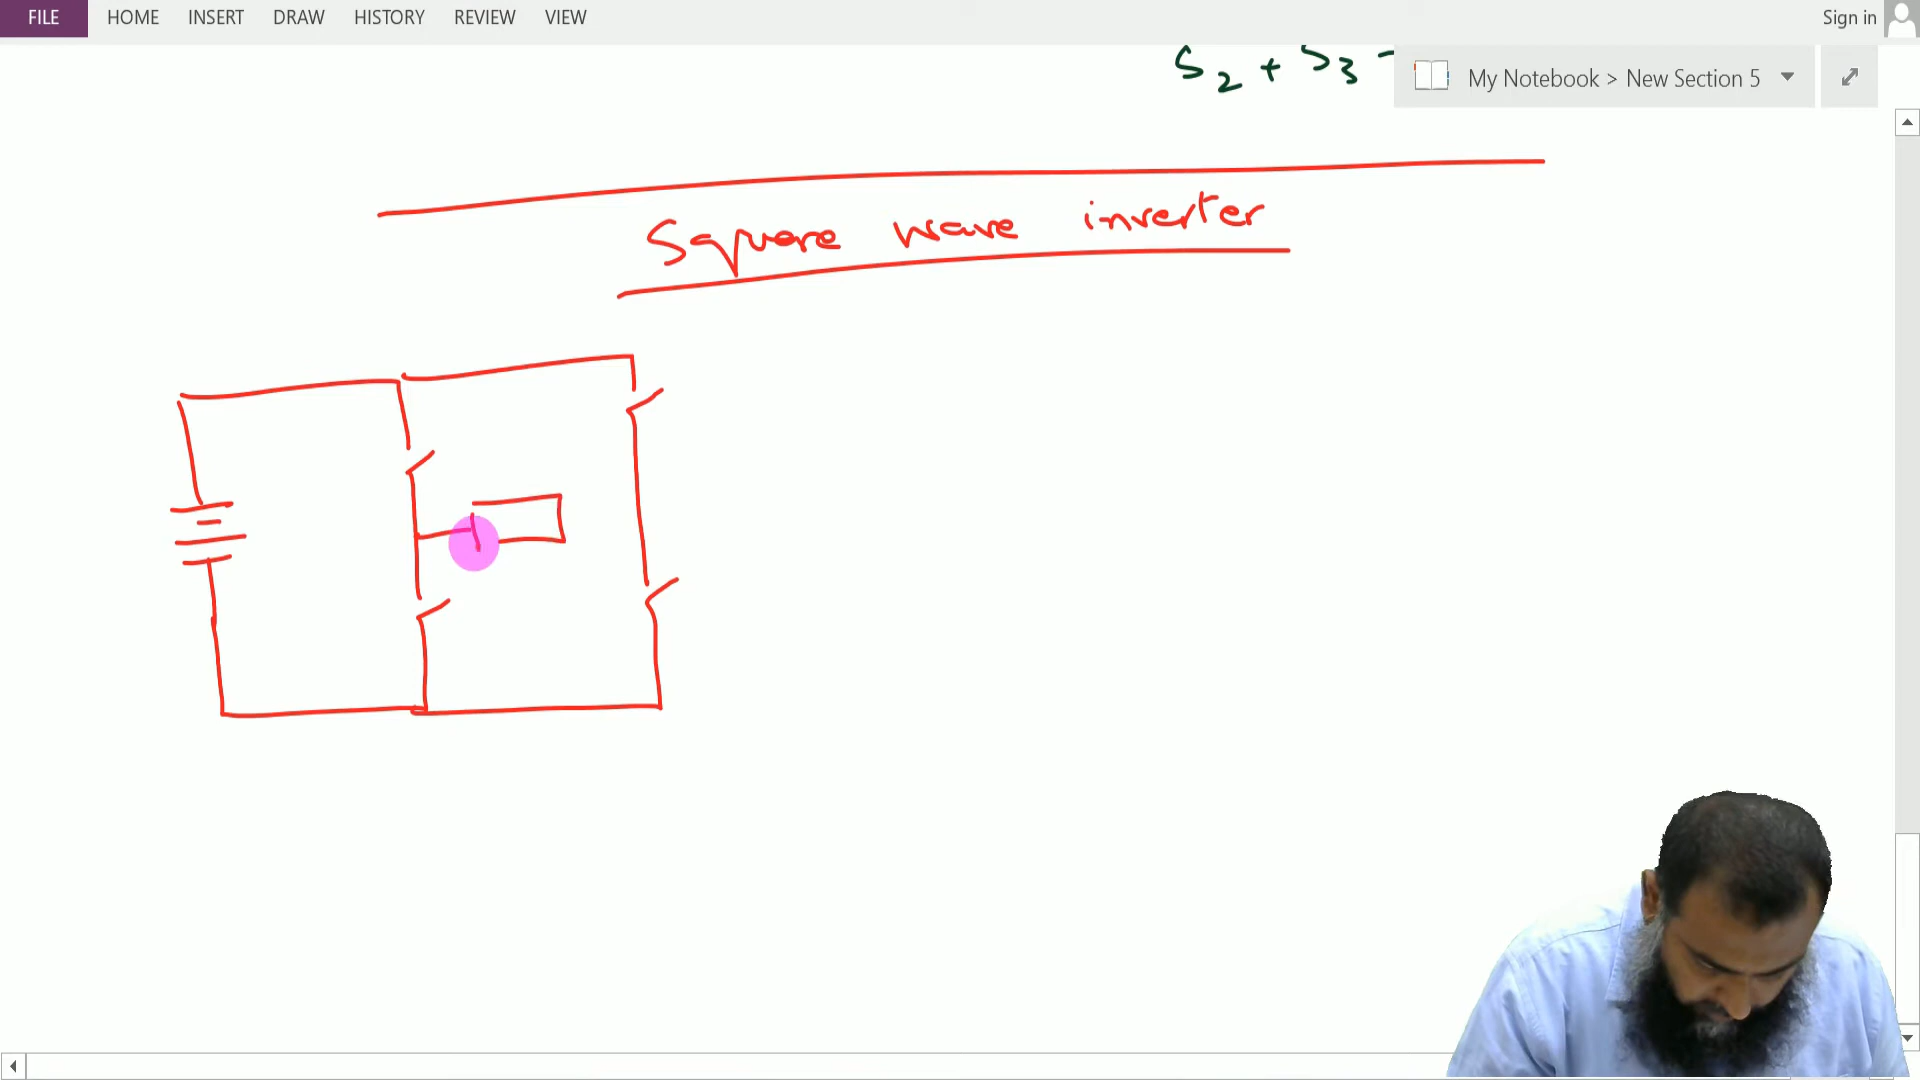 FILE HOME INSERT DRAW HISTORY REVIEW VIEW Sign in
S2 + S3 -
My Notebook > New Section 5
Square wave inverter